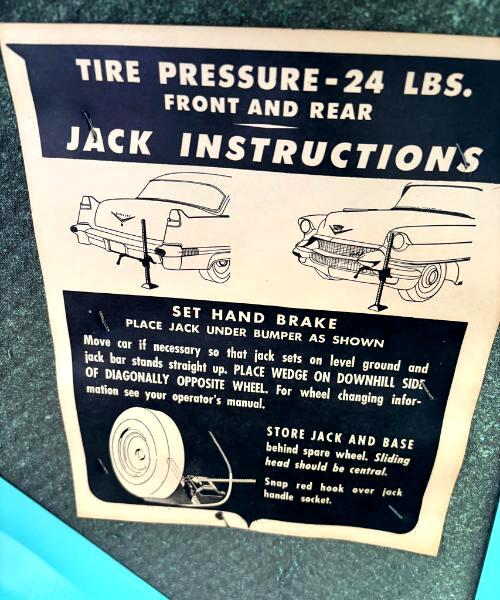 TIRE PRESSURE-24 LBS.
FRONT AND REAR
JACK INSTRUCTIONS
SET HAND BRAKE
PLACE JACK UNDER BUMPER AS SHOWN
Move car if necessary so that jack sets on level ground and
jack bar stands straight up. PLACE WEDGE ON DOWNHILL SIDE
OF DIAGONALLY OPPOSITE WHEEL. For wheel changing infor-
mation see your operator's manual.
STORE JACK AND BASE
behind spare wheel. Sliding
head should be central.
Snap red hook over jack
handle socket.